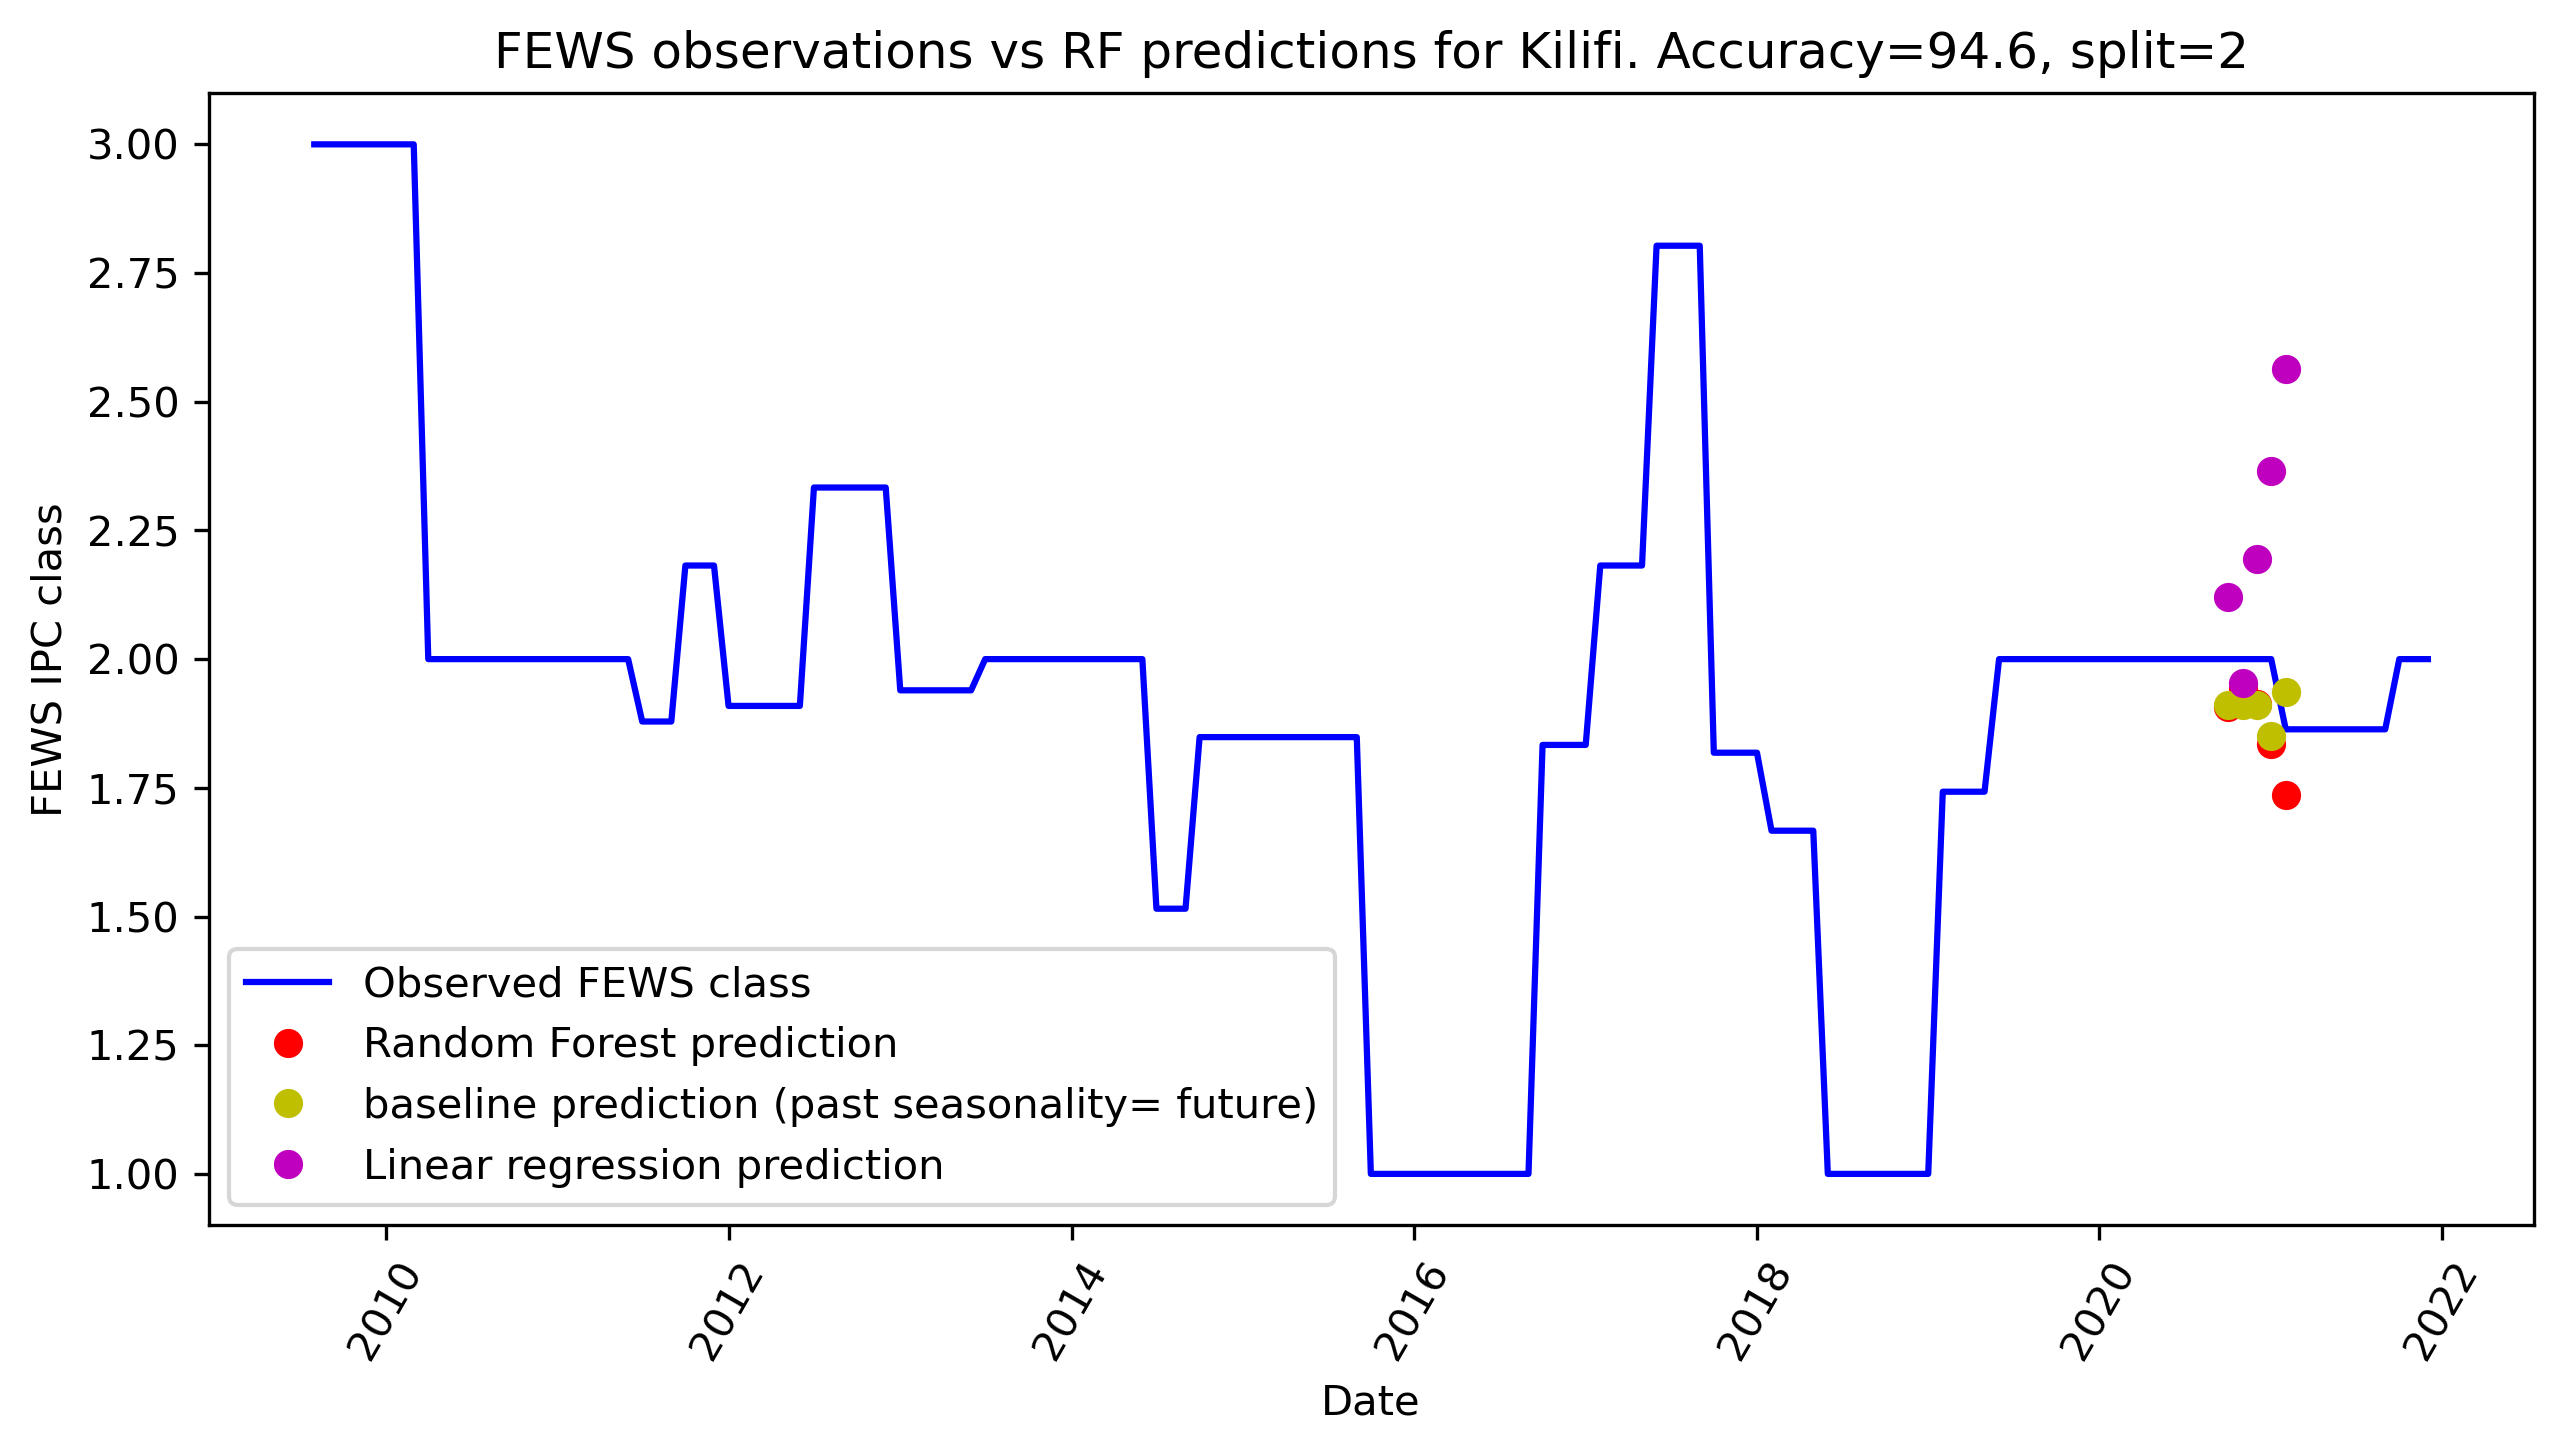 FEWS observations vs RF predictions for Kilifi. Accuracy=94.6, split=2
FEWS IPC class
3.00
2.75
2.50
2.25
2.00
1.75
1.50
1.25
1.00
Observed FEWS class
Random Forest prediction
baseline prediction (past seasonality= future)
Linear regression prediction
2010
2012
2014
2016
2018
2020
2022
Date